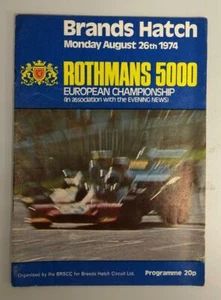 Brands Hatch
Monday August 26TH 1974
ROTHMANS 5000
EUROPEAN CHAMPIONSHIP
(in association with the EVENING NEWS)
Organised by the BRSCC for Brands Hatch Circuit Ltd.
Programme 20p